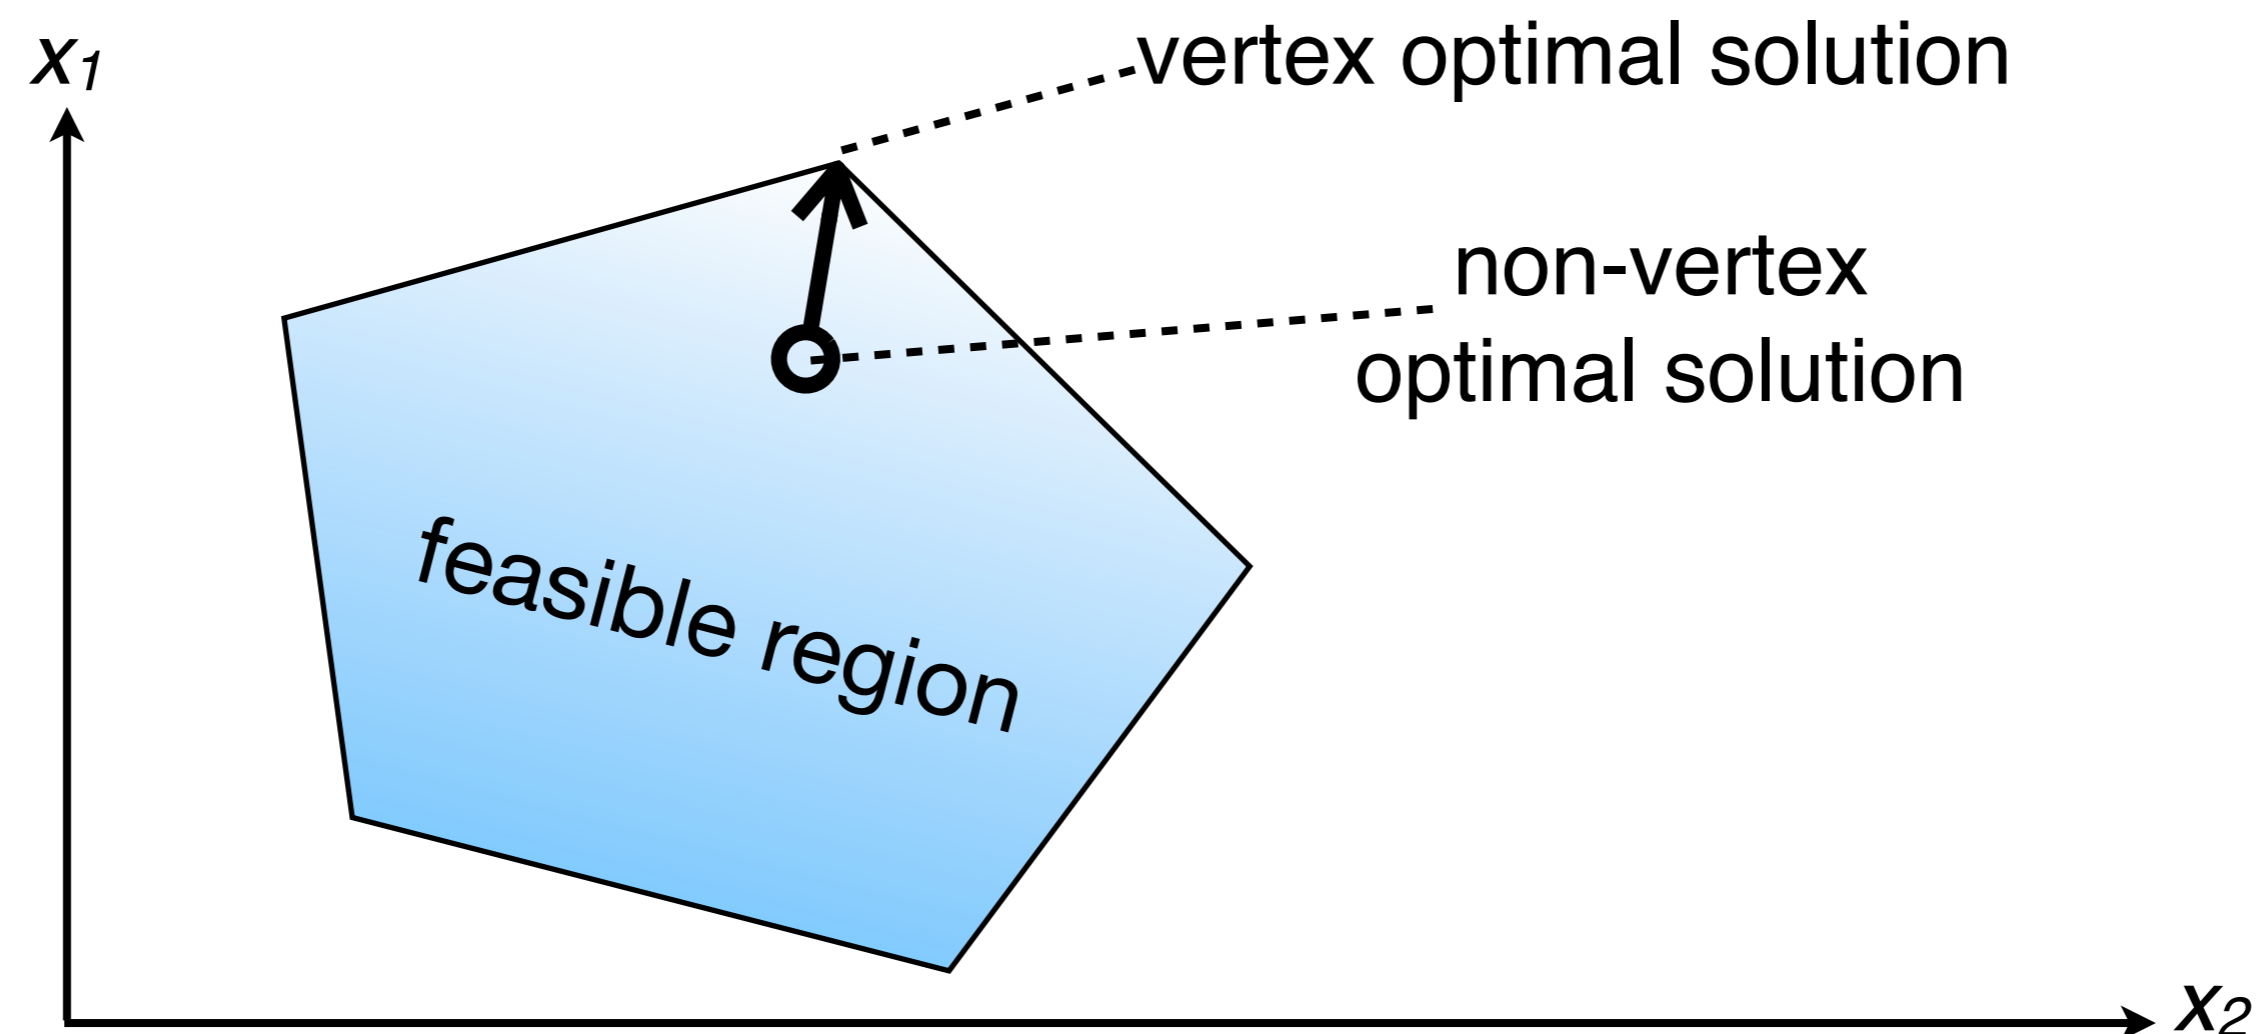 x1
vertex optimal solution
non-vertex
optimal solution
feasible region
x2